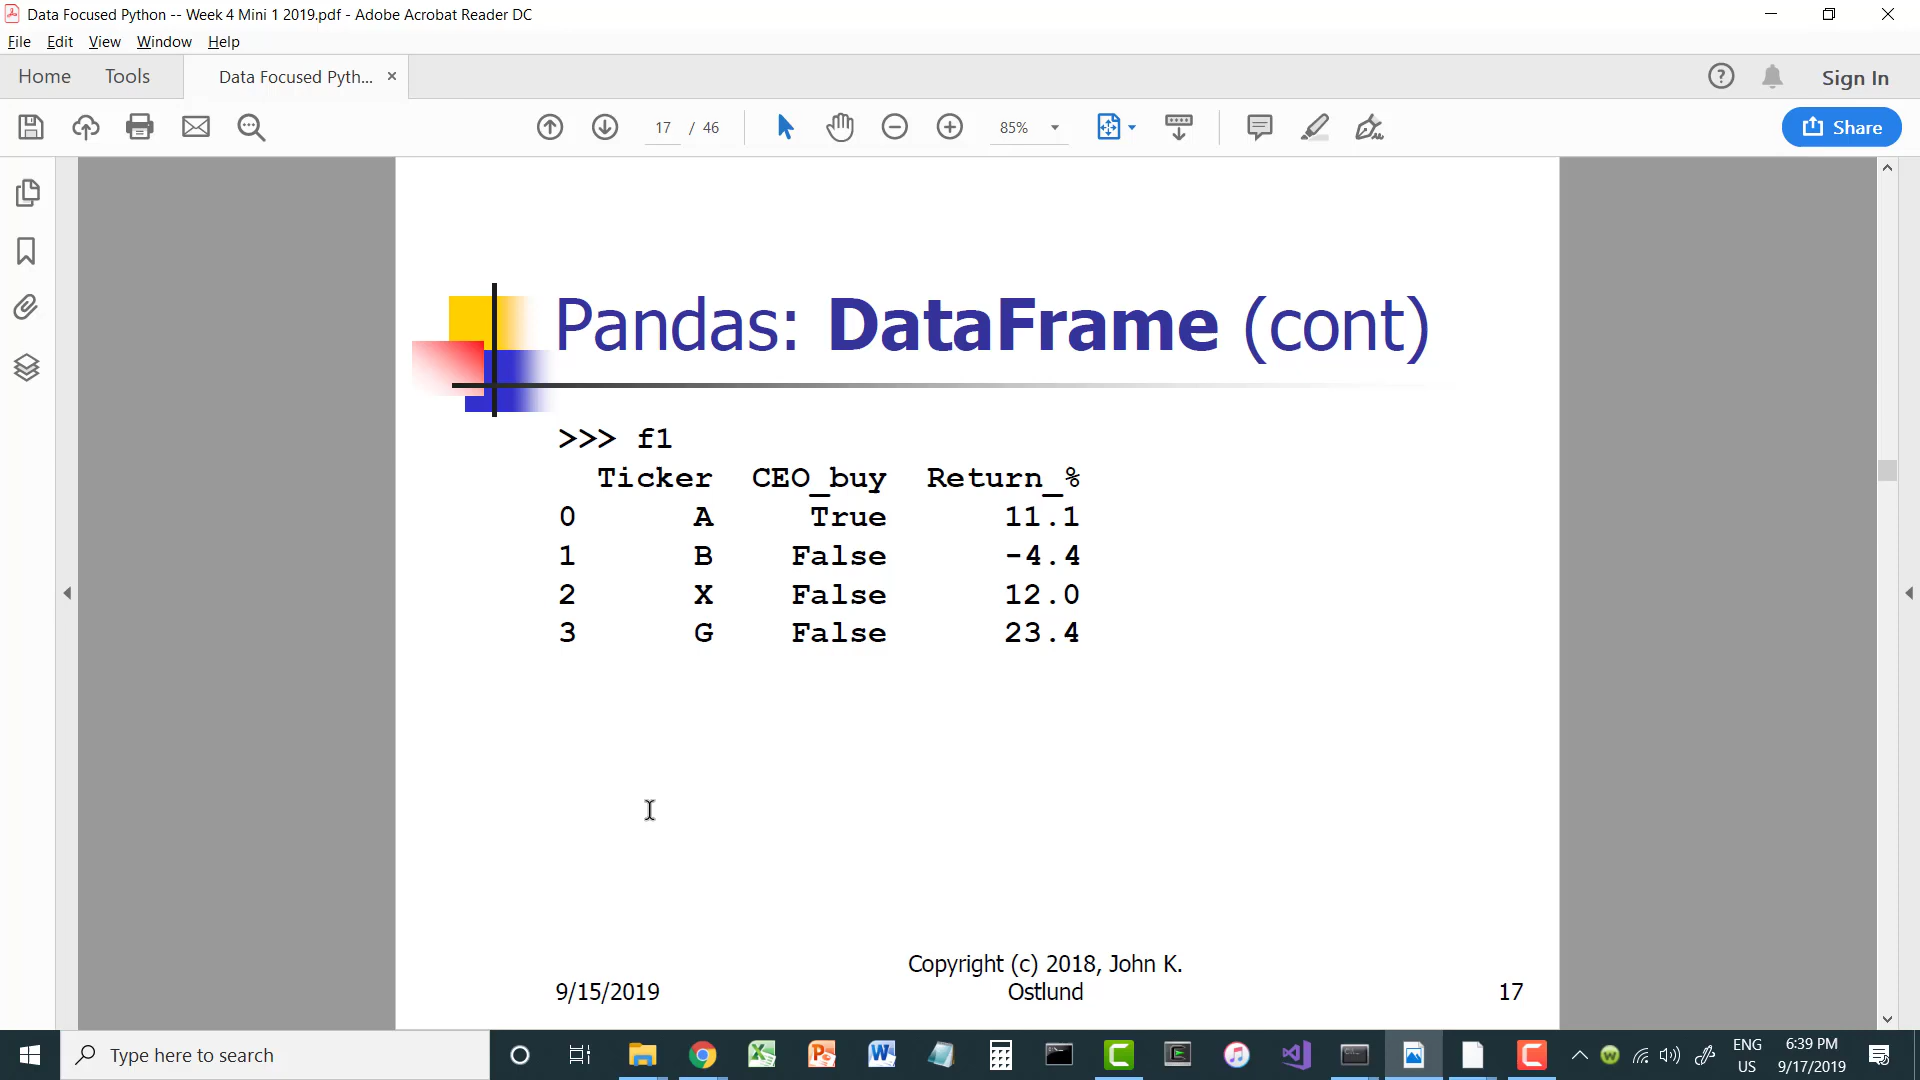 Data Focused Python -- Week 4 Mini 1 2019.pdf - Adobe Acrobat Reader DC
File Edit View Window Help
Home Tools Data Focused Pyth... × Sign In
17 / 46 85% Share
Pandas: DataFrame (cont)
>>> f1
Ticker CEO_buy Return_%
0 A True 11.1
1 B False -4.4
2 X False 12.0
3 G False 23.4
Copyright (c) 2018, John K.
9/15/2019 Ostlund 17
Type here to search
ENG 6:39 PM
US 9/17/2019